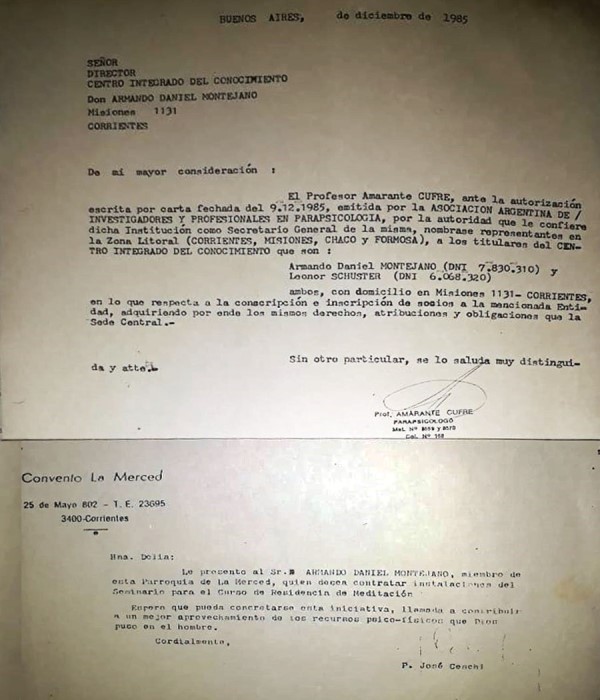 BUENOS AIRES, de diciembre de 1985
SEÑOR
DIRECTOR
CENTRO INTEGRADO DEL CONOCIMIENTO
Don ARMANDO DANIEL MONTEJANO
Misiones 1131
CORRIENTES
De mi mayor consideración :
El Profesor Amarante CUFRE, ante la autorización
escrita por carta fechada del 9.12.1985, emitida por la ASOCIACION ARGENTINA DE /
INVESTIGADORES Y PROFESIONALES EN PARAPSICOLOGIA, por la autoridad que le confiere
dicha Institución como Secretario General de la misma, nombrase representantes en
la Zona Litoral (CORRIENTES, MISIONES, CHACO y FORMOSA), a los titulares del CEN-
TRO INTEGRADO DEL CONOCIMIENTO que son :
Armando Daniel MONTEJANO (DNI 7.830.310) y
Leonor SCHUSTER (DNI 6.068.320)
ambos, con domicilio en Misiones 1131- CORRIENTES,
en lo que respecta a la conscripción e inscripción de socios a la mencionada Enti-
dad, adquiriendo por ende los mismos derechos, atribuciones y obligaciones que la
Sede Central.-
Sin otro particular, se lo saluda muy distingui-
da y atte.-
Prof. AMARANTE CUFRE
PARAPSICOLOGO
Mat. Nº y
Col. Nº
Convento La Merced
25 de Mayo 802 - T. E. 23695
3400-Corrientes
Hna. Delia:
Le presento al Sr. ARMANDO DANIEL MONTEJANO, miembro de
esta Parroquia de La Merced, quien desea contratar instalaciones del
Seminario para el Curso de Residencia de Meditación
Espero que pueda concretarse esta iniciativa, llamada a contribuir
a un mejor aprovechamiento de los recursos psico-físicos que Dios
puso en el hombre.
Cordialmente,
P. José Ceschi